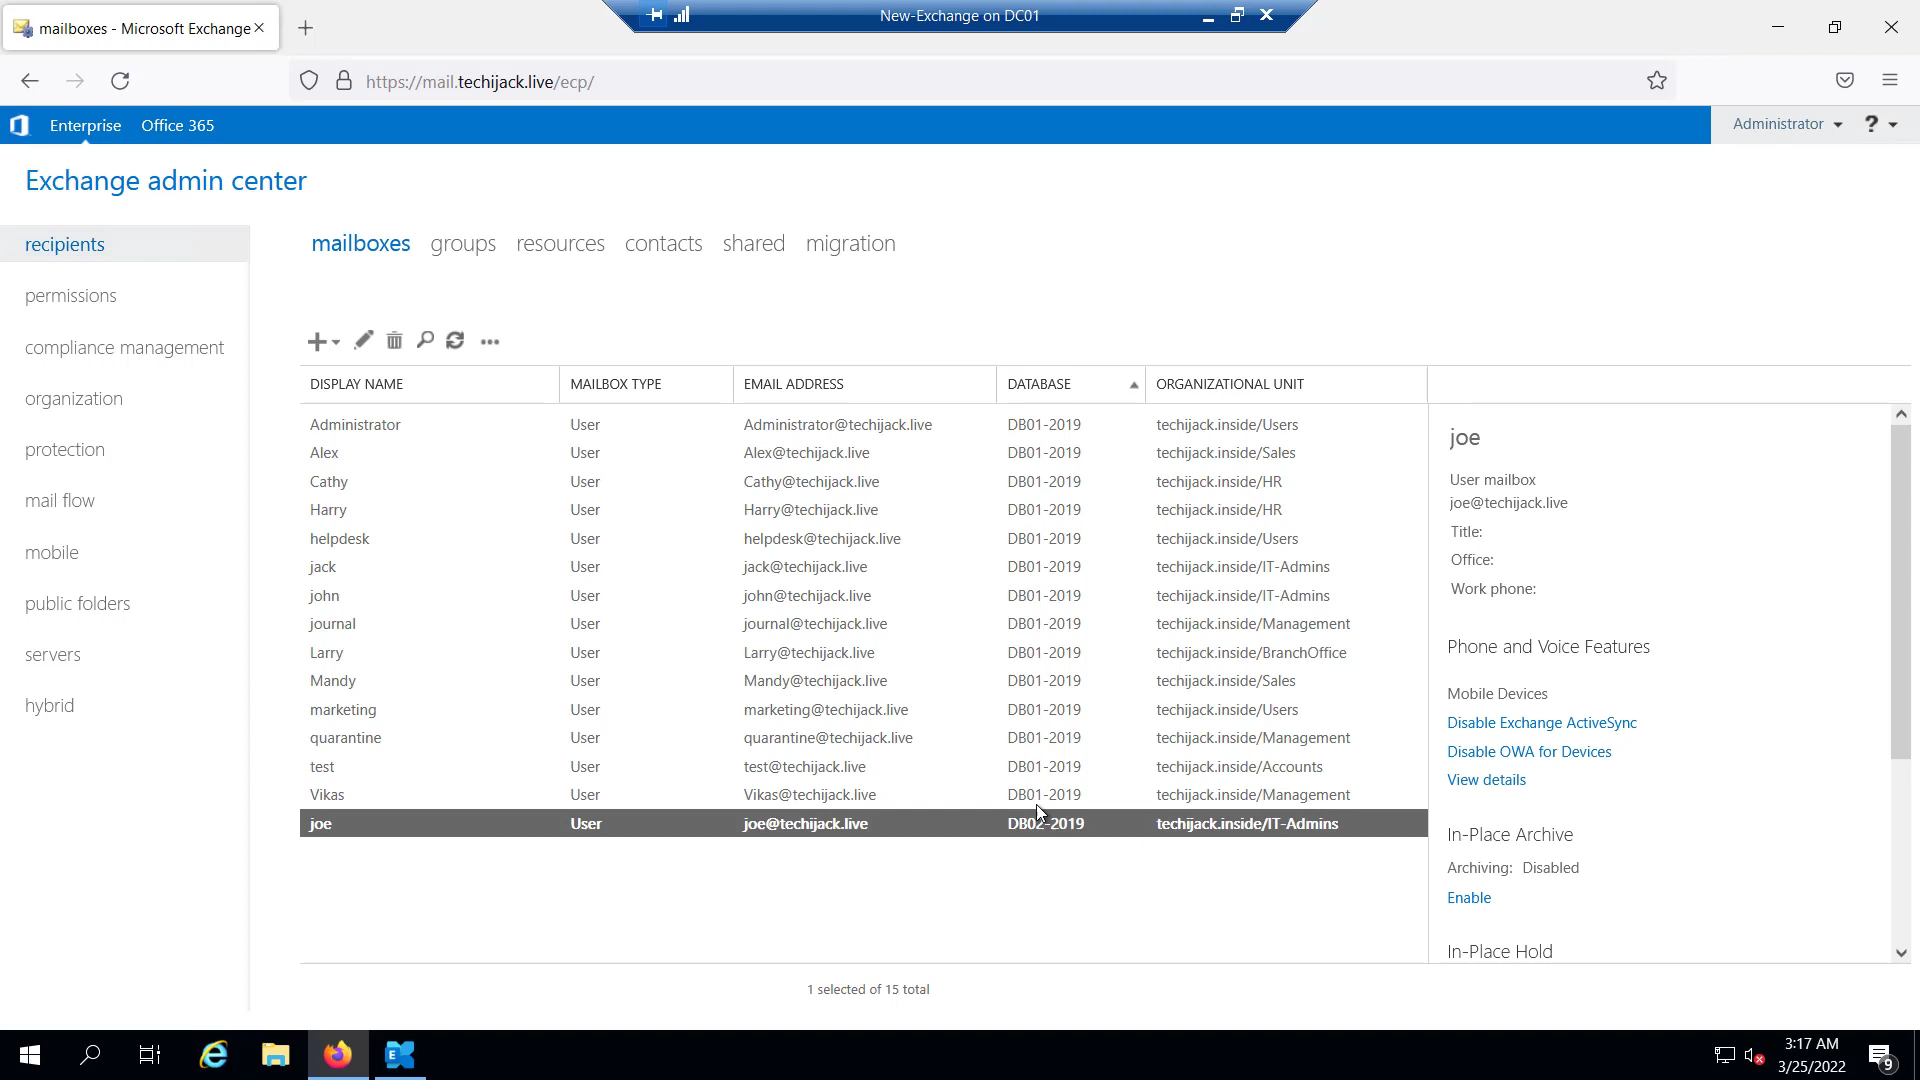 mailboxes - Microsoft Exchange
New-Exchange on DC01
https://mail.techijack.live/ecp/
Enterprise Office 365
Administrator ?
Exchange admin center
recipients
permissions
compliance management
organization
protection
mail flow
mobile
public folders
servers
hybrid
mailboxes groups resources contacts shared migration
DISPLAY NAME MAILBOX TYPE EMAIL ADDRESS DATABASE ORGANIZATIONAL UNIT
Administrator User Administrator@techijack.live DB01-2019 techijack.inside/Users
Alex User Alex@techijack.live DB01-2019 techijack.inside/Sales
Cathy User Cathy@techijack.live DB01-2019 techijack.inside/HR
Harry User Harry@techijack.live DB01-2019 techijack.inside/HR
helpdesk User helpdesk@techijack.live DB01-2019 techijack.inside/Users
jack User jack@techijack.live DB01-2019 techijack.inside/IT-Admins
john User john@techijack.live DB01-2019 techijack.inside/IT-Admins
journal User journal@techijack.live DB01-2019 techijack.inside/Management
Larry User Larry@techijack.live DB01-2019 techijack.inside/BranchOffice
Mandy User Mandy@techijack.live DB01-2019 techijack.inside/Sales
marketing User marketing@techijack.live DB01-2019 techijack.inside/Users
quarantine User quarantine@techijack.live DB01-2019 techijack.inside/Management
test User test@techijack.live DB01-2019 techijack.inside/Accounts
Vikas User Vikas@techijack.live DB01-2019 techijack.inside/Management
joe User joe@techijack.live DB02-2019 techijack.inside/IT-Admins
1 selected of 15 total
joe
User mailbox
joe@techijack.live
Title:
Office:
Work phone:
Phone and Voice Features
Mobile Devices
Disable Exchange ActiveSync
Disable OWA for Devices
View details
In-Place Archive
Archiving: Disabled
Enable
In-Place Hold
3:17 AM
3/25/2022
9